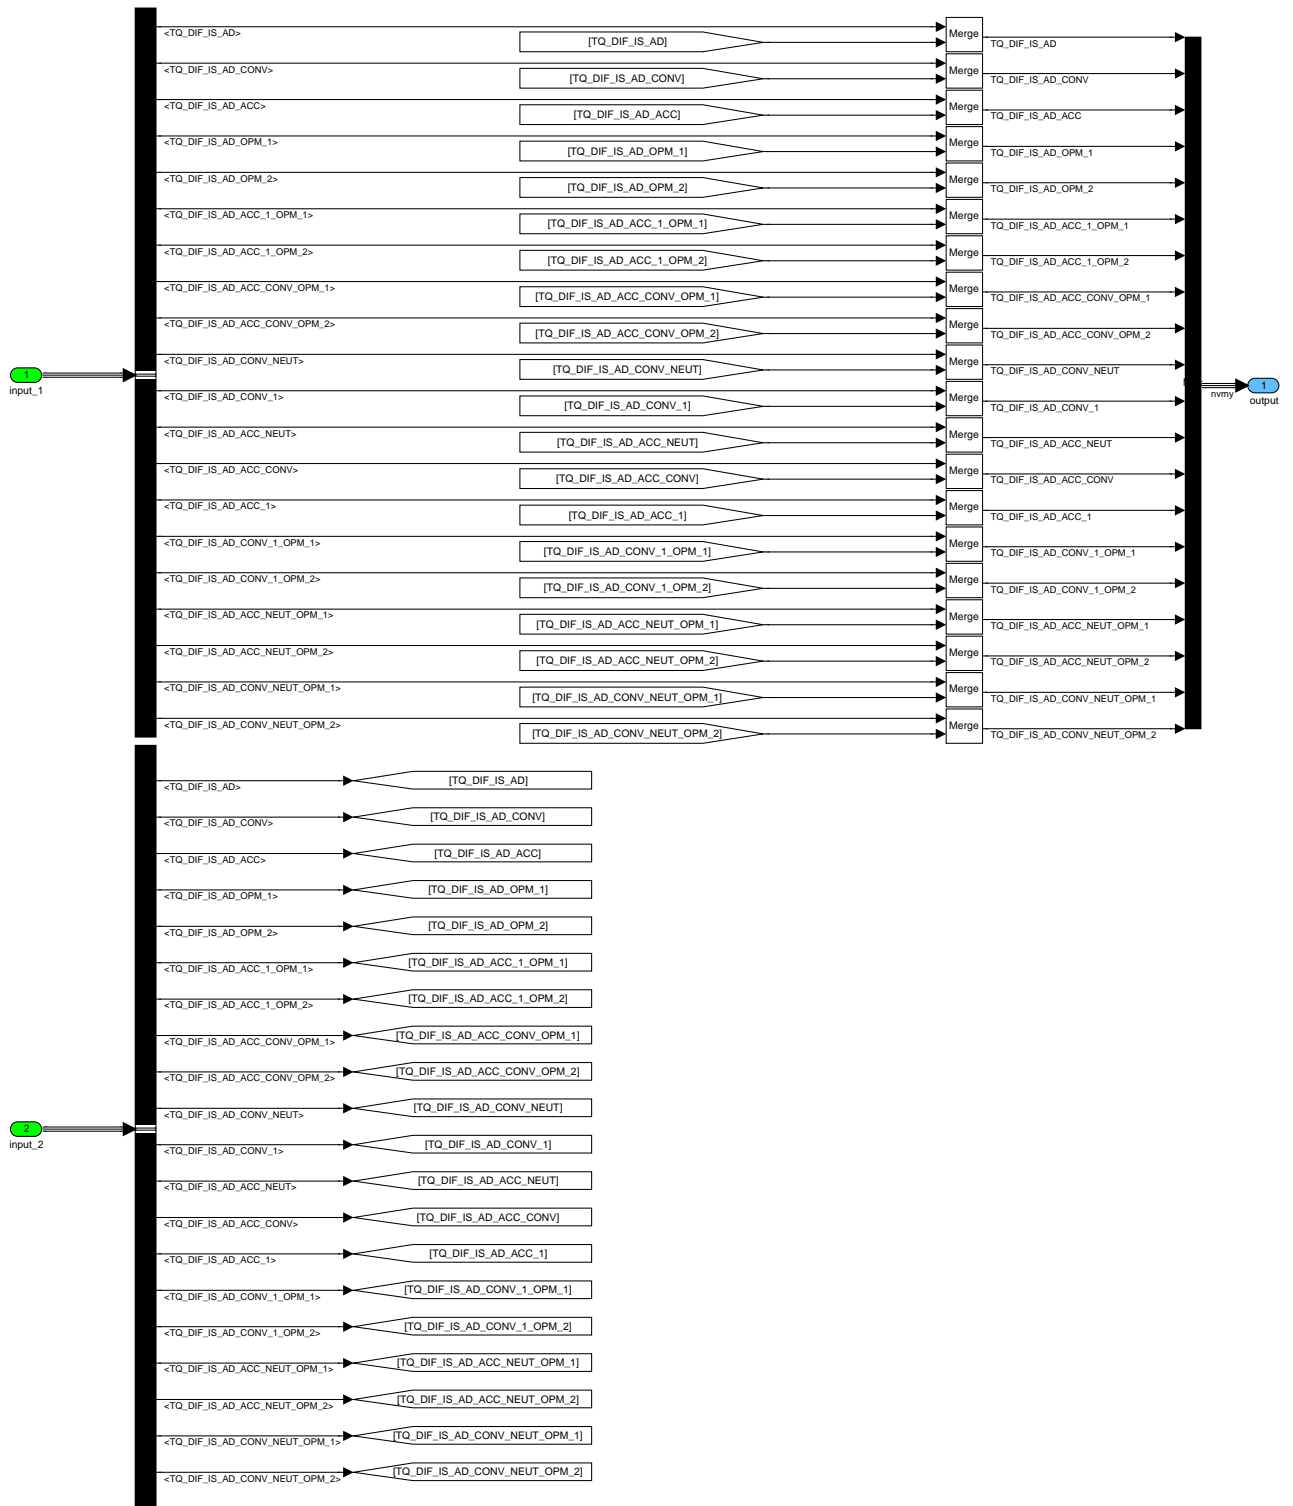 <TQ_DIF_IS_AD>
[TQ_DIF_IS_AD]
Merge
TQ_DIF_IS_AD
<TQ_DIF_IS_AD_CONV>
[TQ_DIF_IS_AD_CONV]
Merge
TQ_DIF_IS_AD_CONV
<TQ_DIF_IS_AD_ACC>
[TQ_DIF_IS_AD_ACC]
Merge
TQ_DIF_IS_AD_ACC
<TQ_DIF_IS_AD_OPM_1>
[TQ_DIF_IS_AD_OPM_1]
Merge
TQ_DIF_IS_AD_OPM_1
<TQ_DIF_IS_AD_OPM_2>
[TQ_DIF_IS_AD_OPM_2]
Merge
TQ_DIF_IS_AD_OPM_2
<TQ_DIF_IS_AD_ACC_1_OPM_1>
[TQ_DIF_IS_AD_ACC_1_OPM_1]
Merge
TQ_DIF_IS_AD_ACC_1_OPM_1
<TQ_DIF_IS_AD_ACC_1_OPM_2>
[TQ_DIF_IS_AD_ACC_1_OPM_2]
Merge
TQ_DIF_IS_AD_ACC_1_OPM_2
<TQ_DIF_IS_AD_ACC_CONV_OPM_1>
[TQ_DIF_IS_AD_ACC_CONV_OPM_1]
Merge
TQ_DIF_IS_AD_ACC_CONV_OPM_1
<TQ_DIF_IS_AD_ACC_CONV_OPM_2>
[TQ_DIF_IS_AD_ACC_CONV_OPM_2]
Merge
TQ_DIF_IS_AD_ACC_CONV_OPM_2
<TQ_DIF_IS_AD_CONV_NEUT>
[TQ_DIF_IS_AD_CONV_NEUT]
Merge
TQ_DIF_IS_AD_CONV_NEUT
1
input_1
1
output
nvmy
<TQ_DIF_IS_AD_CONV_1>
[TQ_DIF_IS_AD_CONV_1]
Merge
TQ_DIF_IS_AD_CONV_1
<TQ_DIF_IS_AD_ACC_NEUT>
[TQ_DIF_IS_AD_ACC_NEUT]
Merge
TQ_DIF_IS_AD_ACC_NEUT
<TQ_DIF_IS_AD_ACC_CONV>
[TQ_DIF_IS_AD_ACC_CONV]
Merge
TQ_DIF_IS_AD_ACC_CONV
<TQ_DIF_IS_AD_ACC_1>
[TQ_DIF_IS_AD_ACC_1]
Merge
TQ_DIF_IS_AD_ACC_1
<TQ_DIF_IS_AD_CONV_1_OPM_1>
[TQ_DIF_IS_AD_CONV_1_OPM_1]
Merge
TQ_DIF_IS_AD_CONV_1_OPM_1
<TQ_DIF_IS_AD_CONV_1_OPM_2>
[TQ_DIF_IS_AD_CONV_1_OPM_2]
Merge
TQ_DIF_IS_AD_CONV_1_OPM_2
<TQ_DIF_IS_AD_ACC_NEUT_OPM_1>
[TQ_DIF_IS_AD_ACC_NEUT_OPM_1]
Merge
TQ_DIF_IS_AD_ACC_NEUT_OPM_1
<TQ_DIF_IS_AD_ACC_NEUT_OPM_2>
[TQ_DIF_IS_AD_ACC_NEUT_OPM_2]
Merge
TQ_DIF_IS_AD_ACC_NEUT_OPM_2
<TQ_DIF_IS_AD_CONV_NEUT_OPM_1>
[TQ_DIF_IS_AD_CONV_NEUT_OPM_1]
Merge
TQ_DIF_IS_AD_CONV_NEUT_OPM_1
<TQ_DIF_IS_AD_CONV_NEUT_OPM_2>
[TQ_DIF_IS_AD_CONV_NEUT_OPM_2]
Merge
TQ_DIF_IS_AD_CONV_NEUT_OPM_2
<TQ_DIF_IS_AD>
[TQ_DIF_IS_AD]
<TQ_DIF_IS_AD_CONV>
[TQ_DIF_IS_AD_CONV]
<TQ_DIF_IS_AD_ACC>
[TQ_DIF_IS_AD_ACC]
<TQ_DIF_IS_AD_OPM_1>
[TQ_DIF_IS_AD_OPM_1]
<TQ_DIF_IS_AD_OPM_2>
[TQ_DIF_IS_AD_OPM_2]
<TQ_DIF_IS_AD_ACC_1_OPM_1>
[TQ_DIF_IS_AD_ACC_1_OPM_1]
<TQ_DIF_IS_AD_ACC_1_OPM_2>
[TQ_DIF_IS_AD_ACC_1_OPM_2]
<TQ_DIF_IS_AD_ACC_CONV_OPM_1>
[TQ_DIF_IS_AD_ACC_CONV_OPM_1]
<TQ_DIF_IS_AD_ACC_CONV_OPM_2>
[TQ_DIF_IS_AD_ACC_CONV_OPM_2]
<TQ_DIF_IS_AD_CONV_NEUT>
[TQ_DIF_IS_AD_CONV_NEUT]
2
input_2
<TQ_DIF_IS_AD_CONV_1>
[TQ_DIF_IS_AD_CONV_1]
<TQ_DIF_IS_AD_ACC_NEUT>
[TQ_DIF_IS_AD_ACC_NEUT]
<TQ_DIF_IS_AD_ACC_CONV>
[TQ_DIF_IS_AD_ACC_CONV]
<TQ_DIF_IS_AD_ACC_1>
[TQ_DIF_IS_AD_ACC_1]
<TQ_DIF_IS_AD_CONV_1_OPM_1>
[TQ_DIF_IS_AD_CONV_1_OPM_1]
<TQ_DIF_IS_AD_CONV_1_OPM_2>
[TQ_DIF_IS_AD_CONV_1_OPM_2]
<TQ_DIF_IS_AD_ACC_NEUT_OPM_1>
[TQ_DIF_IS_AD_ACC_NEUT_OPM_1]
<TQ_DIF_IS_AD_ACC_NEUT_OPM_2>
[TQ_DIF_IS_AD_ACC_NEUT_OPM_2]
<TQ_DIF_IS_AD_CONV_NEUT_OPM_1>
[TQ_DIF_IS_AD_CONV_NEUT_OPM_1]
<TQ_DIF_IS_AD_CONV_NEUT_OPM_2>
[TQ_DIF_IS_AD_CONV_NEUT_OPM_2]